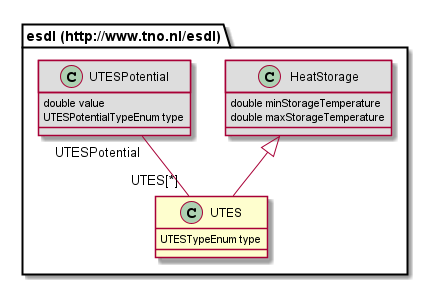 esdl (http://www.tno.nl/esdl)
C UTESPotential
double value
UTESPotentialTypeEnum type
C HeatStorage
double minStorageTemperature
double maxStorageTemperature
UTESPotential
UTES[*]
C UTES
UTESTypeEnum type